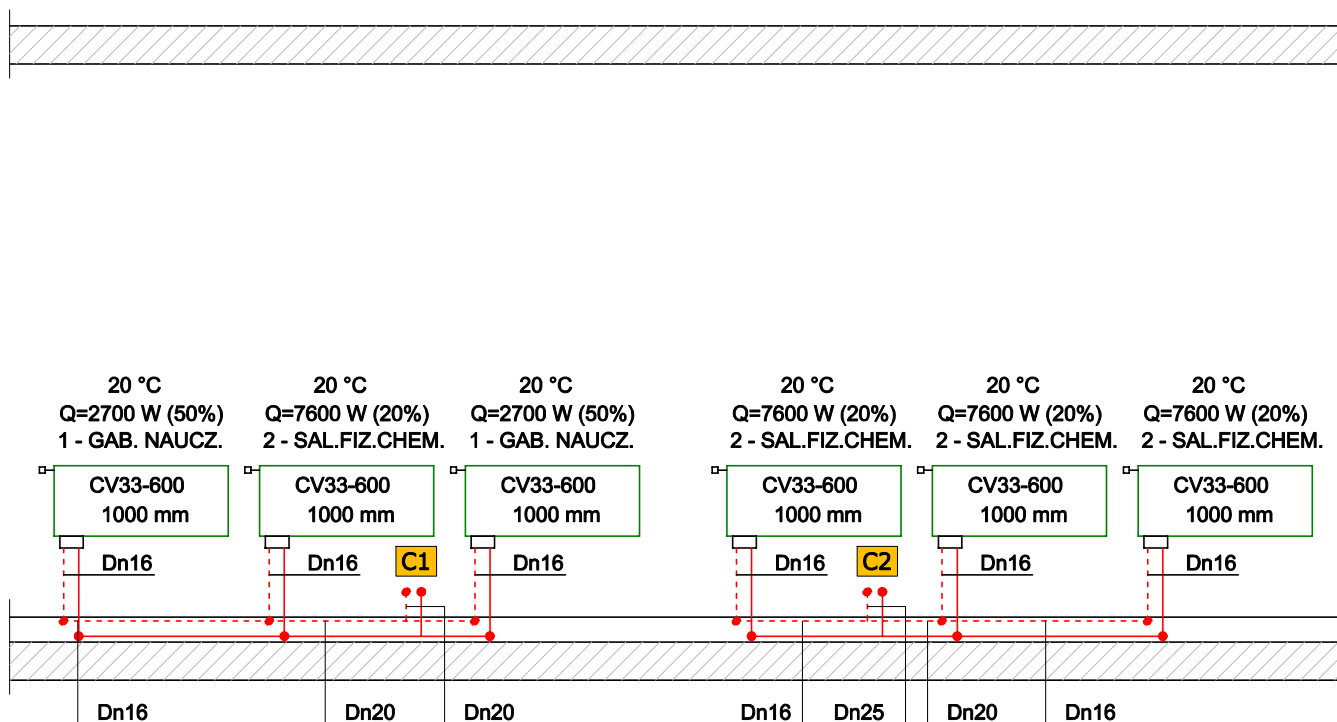 20 °C
Q=2700 W (50%)
1 - GAB. NAUCZ.
CV33-600
1000 mm
Dn16
20 °C
Q=7600 W (20%)
2 - SAL.FIZ.CHEM.
CV33-600
1000 mm
Dn16
C1
20 °C
Q=2700 W (50%)
1 - GAB. NAUCZ.
CV33-600
1000 mm
Dn16
20 °C
Q=7600 W (20%)
2 - SAL.FIZ.CHEM.
CV33-600
1000 mm
Dn16
C2
20 °C
Q=7600 W (20%)
2 - SAL.FIZ.CHEM.
CV33-600
1000 mm
Dn16
20 °C
Q=7600 W (20%)
2 - SAL.FIZ.CHEM.
CV33-600
1000 mm
Dn16
Dn16
Dn20
Dn20
Dn16
Dn25
Dn20
Dn16